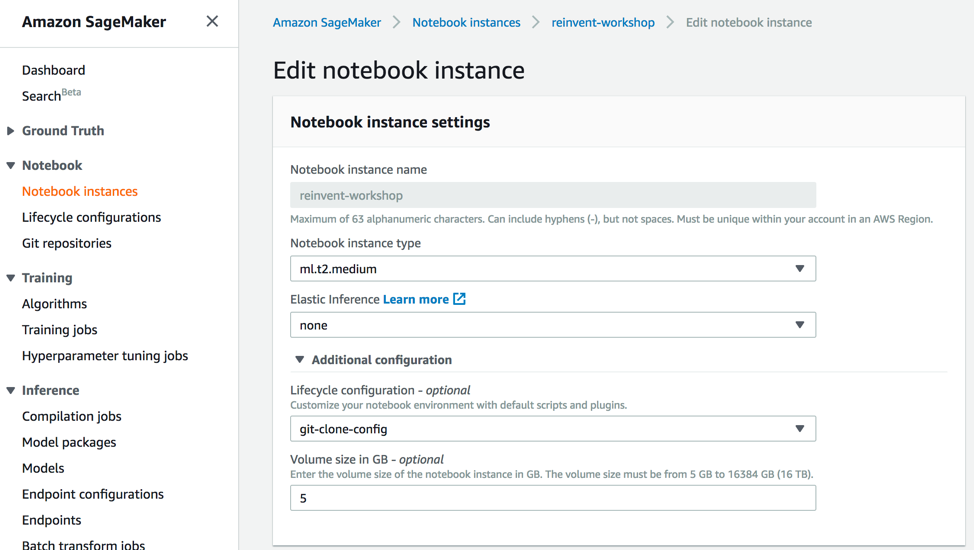 Amazon SageMaker
Dashboard
Search Beta
Ground Truth
Notebook
Notebook instances
Lifecycle configurations
Git repositories
Training
Algorithms
Training jobs
Hyperparameter tuning jobs
Inference
Compilation jobs
Model packages
Models
Endpoint configurations
Endpoints
Batch transform jobs
Amazon SageMaker > Notebook instances > reinvent-workshop > Edit notebook instance
Edit notebook instance
Notebook instance settings
Notebook instance name
reinvent-workshop
Maximum of 63 alphanumeric characters. Can include hyphens (-), but not spaces. Must be unique within your account in an AWS Region.
Notebook instance type
ml.t2.medium
Elastic Inference Learn more
none
Additional configuration
Lifecycle configuration - optional
Customize your notebook environment with default scripts and plugins.
git-clone-config
Volume size in GB - optional
Enter the volume size of the notebook instance in GB. The volume size must be from 5 GB to 16384 GB (16 TB).
5